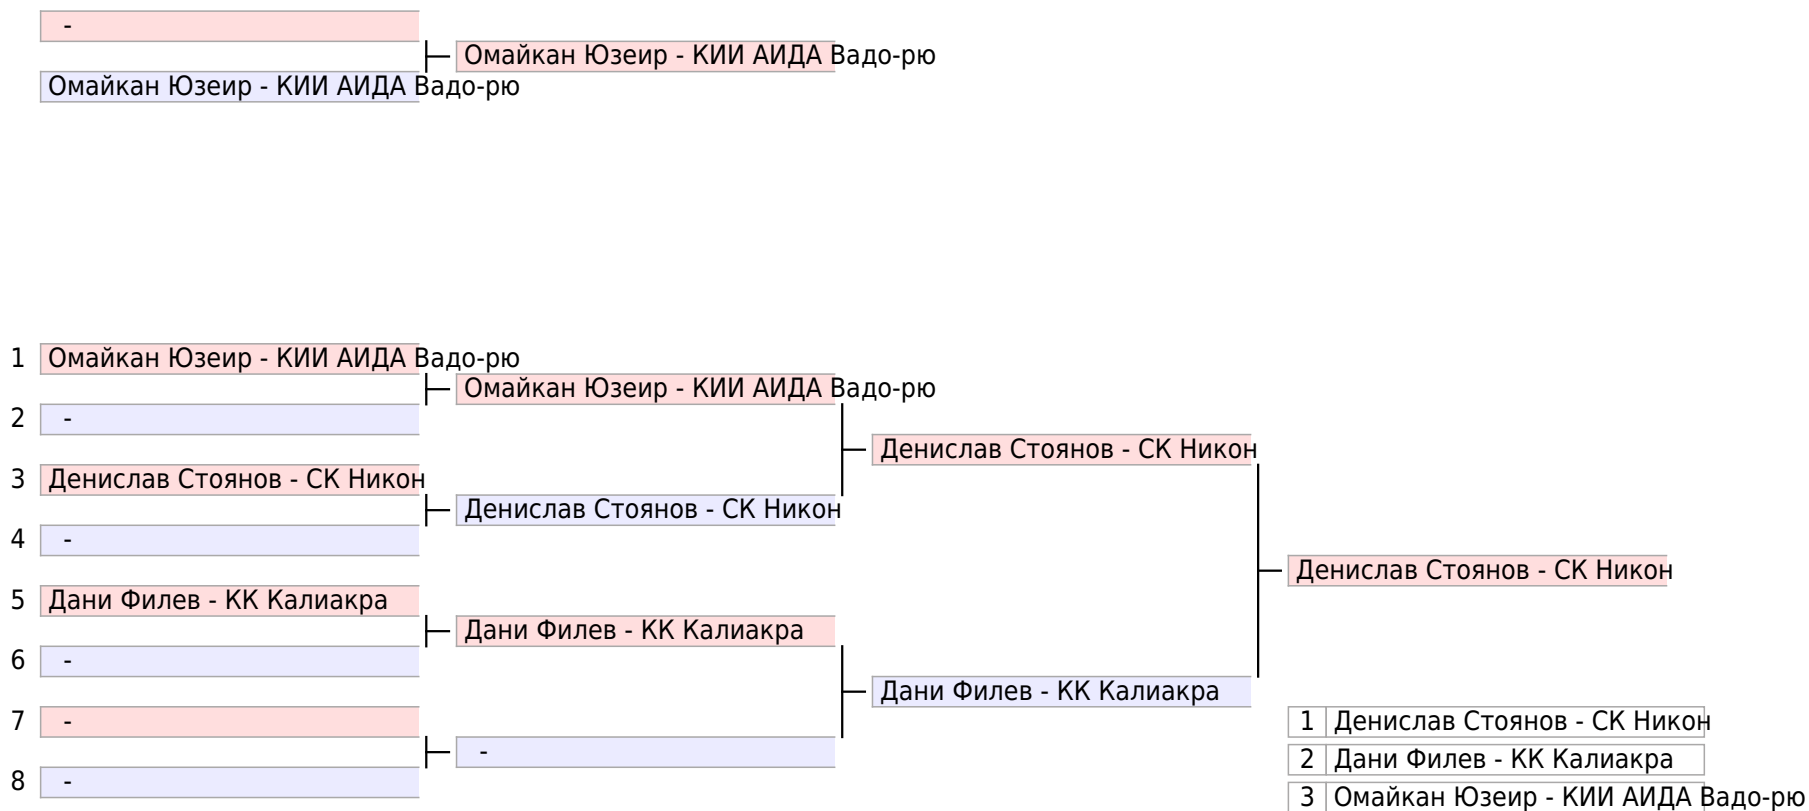 -
Омайкан Юзеир - КИИ АИДА Вадо-рю
Омайкан Юзеир - КИИ АИДА Вадо-рю
1 Омайкан Юзеир - КИИ АИДА Вадо-рю
Омайкан Юзеир - КИИ АИДА Вадо-рю
2 -
Денислав Стоянов - СК Никон
3 Денислав Стоянов - СК Никон
Денислав Стоянов - СК Никон
4 -
Денислав Стоянов - СК Никон
5 Дани Филев - КК Калиакра
Дани Филев - КК Калиакра
6 -
Дани Филев - КК Калиакра
7 -
1 Денислав Стоянов - СК Никон
-
2 Дани Филев - КК Калиакра
8 -
3 Омайкан Юзеир - КИИ АИДА Вадо-рю